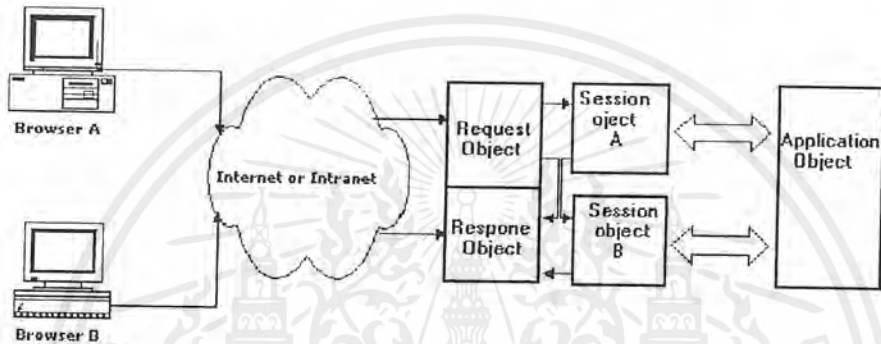 Browser A
Internet or Intranet
Browser B
Request
Object
Respone
Object
Session
oject
A
Session
object
B
Application
Object